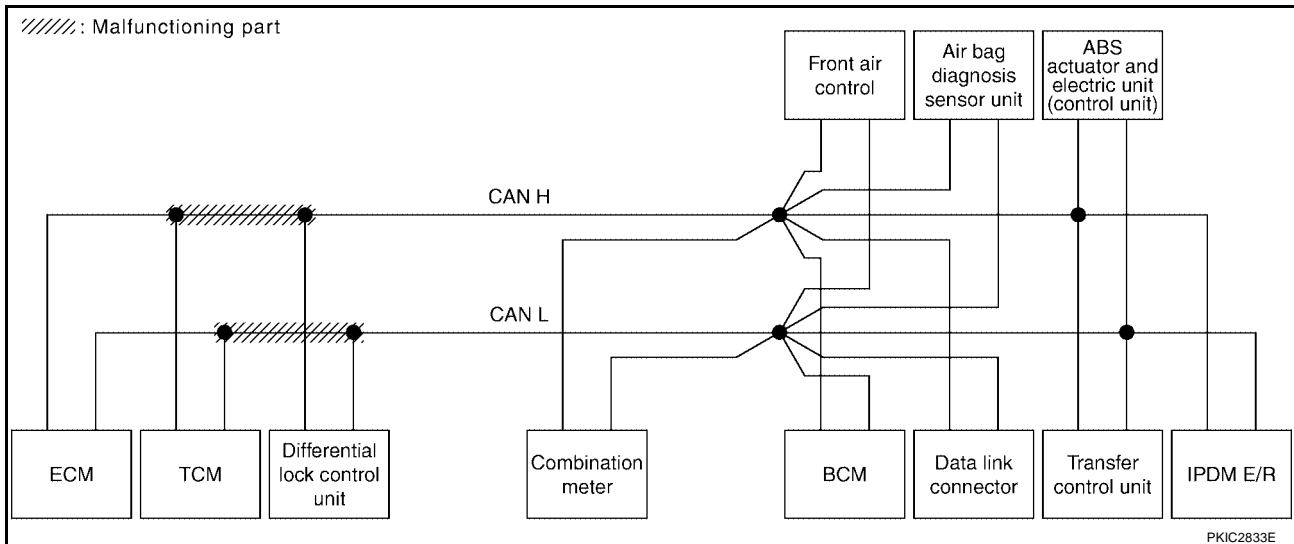 : Malfunctioning part
Front air
control
Air bag
diagnosis
sensor unit
ABS
actuator and
electric unit
(control unit)
CAN H
CAN L
ECM
TCM
Differential
lock control
unit
Combination
meter
BCM
Data link
connector
Transfer
control unit
IPDM E/R
PKIC2833E